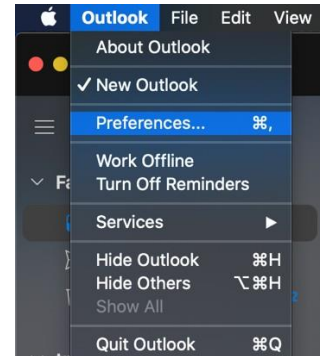 Outlook File Edit View
About Outlook
✓ New Outlook
Preferences... ⌘,
Work Offline
Turn Off Reminders
Services ▶
Hide Outlook ⌘H
Hide Others ⌥⌘H
Show All
Quit Outlook ⌘Q